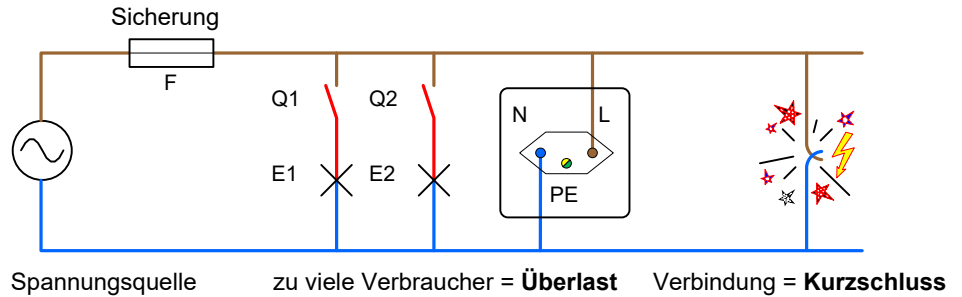 Sicherung
F
Q1
Q2
N
L
E1
E2
PE
Spannungsquelle
zu viele Verbraucher = Überlast
Verbindung = Kurzschluss